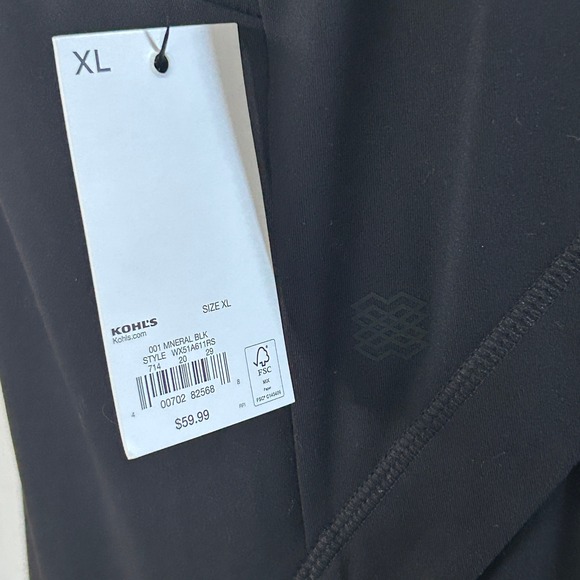 XL
SIZE XL
KOHL'S
Kohls.com
001 MNERAL BLK
STYLE WX51A611RS
714 20 29
4 00702 82568 8
$59.99
FSC
MIX
Paper